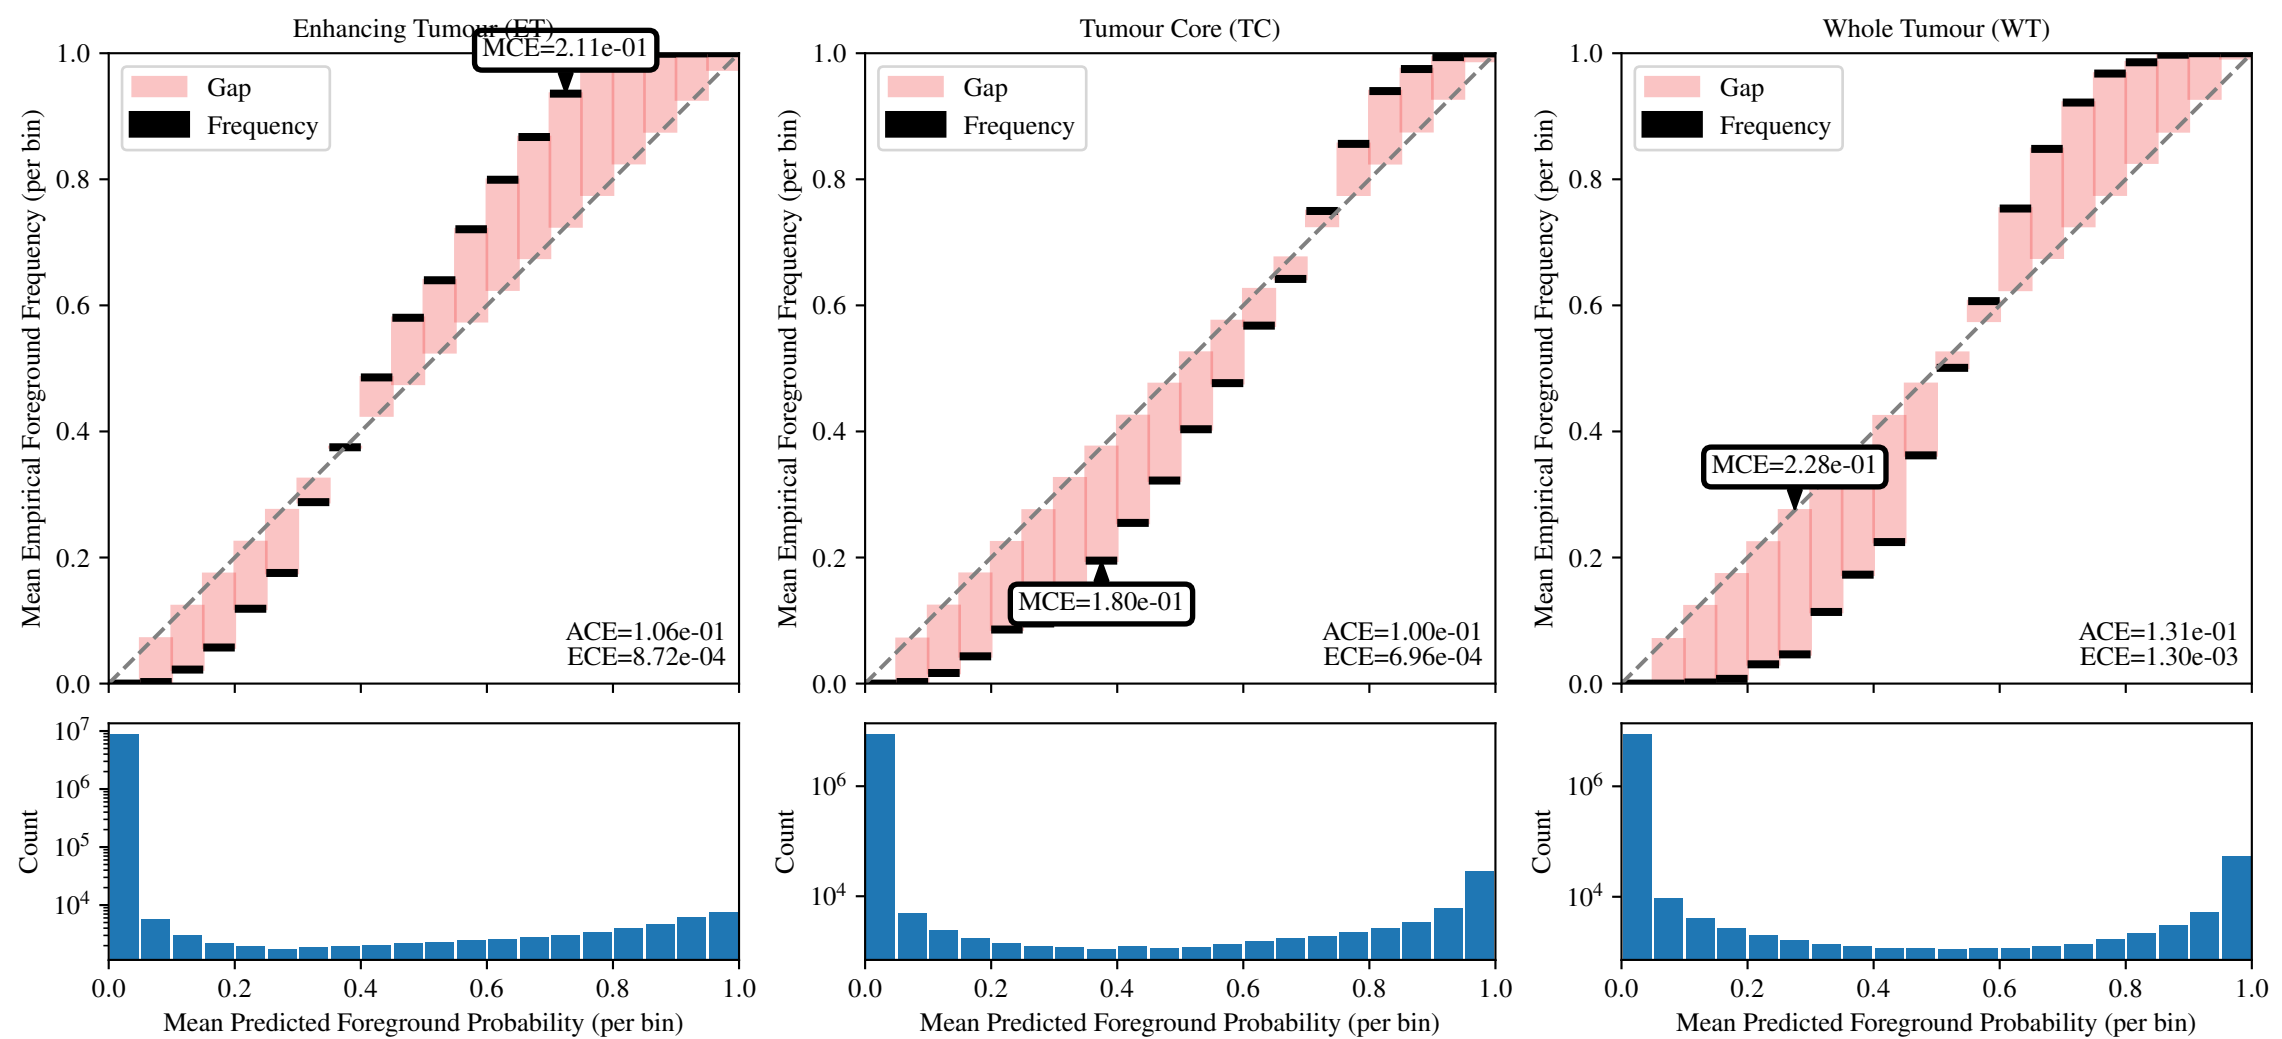 Enhancing Tumour (ET)
MCE=2.11e-01
Gap
Frequency
1.0
0.8
0.6
0.4
0.2
0.0
Mean Empirical Foreground Frequency (per bin)
ACE=1.06e-01
ECE=8.72e-04
10^7
10^6
10^5
10^4
Count
0.0 0.2 0.4 0.6 0.8 1.0
Mean Predicted Foreground Probability (per bin)
Tumour Core (TC)
Gap
Frequency
1.0
0.8
0.6
0.4
0.2
0.0
Mean Empirical Foreground Frequency (per bin)
MCE=1.80e-01
ACE=1.00e-01
ECE=6.96e-04
10^6
10^4
Count
0.0 0.2 0.4 0.6 0.8 1.0
Mean Predicted Foreground Probability (per bin)
Whole Tumour (WT)
Gap
Frequency
1.0
0.8
0.6
0.4
0.2
0.0
Mean Empirical Foreground Frequency (per bin)
MCE=2.28e-01
ACE=1.31e-01
ECE=1.30e-03
10^6
10^4
Count
0.0 0.2 0.4 0.6 0.8 1.0
Mean Predicted Foreground Probability (per bin)